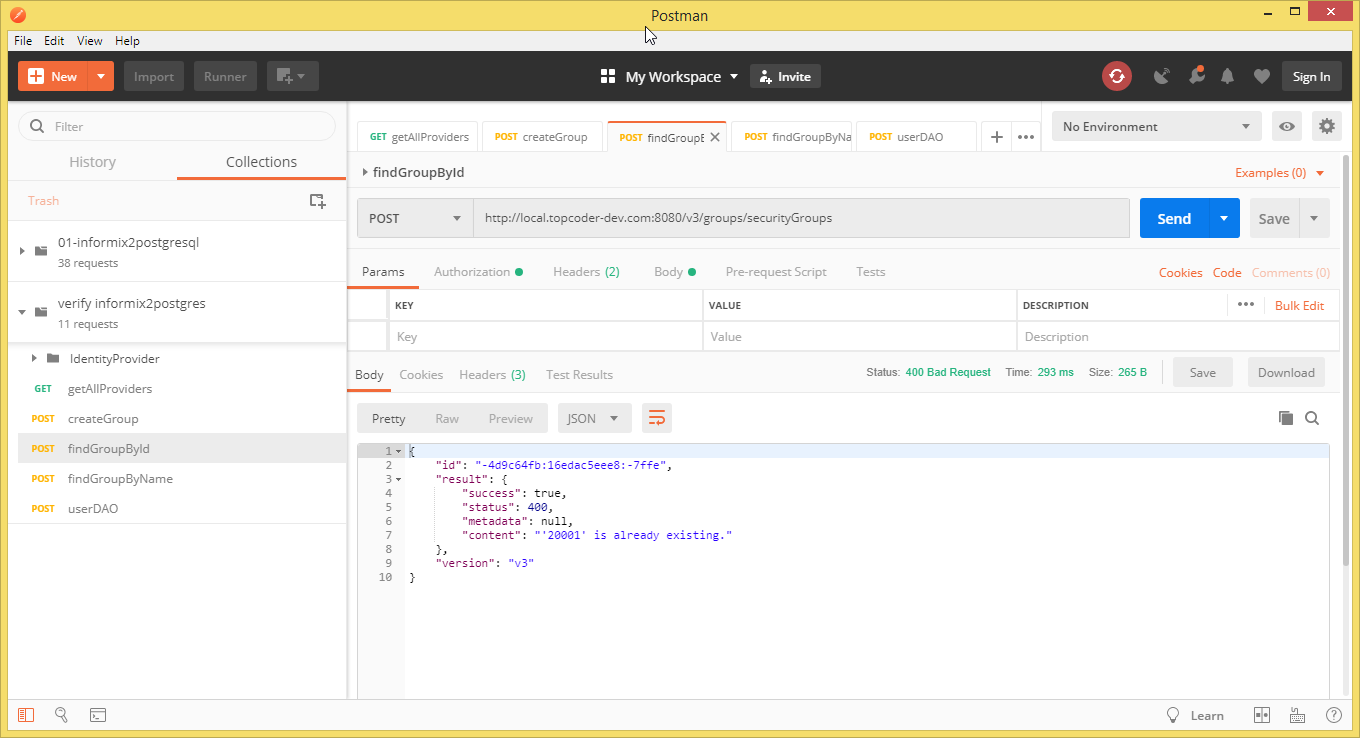 Postman
File Edit View Help
New Import Runner My Workspace Invite Sign In
Filter
History Collections
Trash
01-informix2postgresql
38 requests
verify informix2postgres
11 requests
IdentityProvider
GET getAllProviders
POST createGroup
POST findGroupById
POST findGroupByName
POST userDAO
GET getAllProviders POST createGroup POST findGroupE POST findGroupByNa POST userDAO
No Environment
findGroupById Examples (0)
POST http://local.topcoder-dev.com:8080/v3/groups/securityGroups Send Save
Params Authorization Headers (2) Body Pre-request Script Tests Cookies Code Comments (0)
KEY VALUE DESCRIPTION Bulk Edit
Key Value Description
Body Cookies Headers (3) Test Results Status: 400 Bad Request Time: 293 ms Size: 265 B Save Download
Pretty Raw Preview JSON
1 {
2 "id": "-4d9c64fb:16edac5eee8:-7ffe",
3 "result": {
4 "success": true,
5 "status": 400,
6 "metadata": null,
7 "content": "'20001' is already existing."
8 },
9 "version": "v3"
10 }
Learn